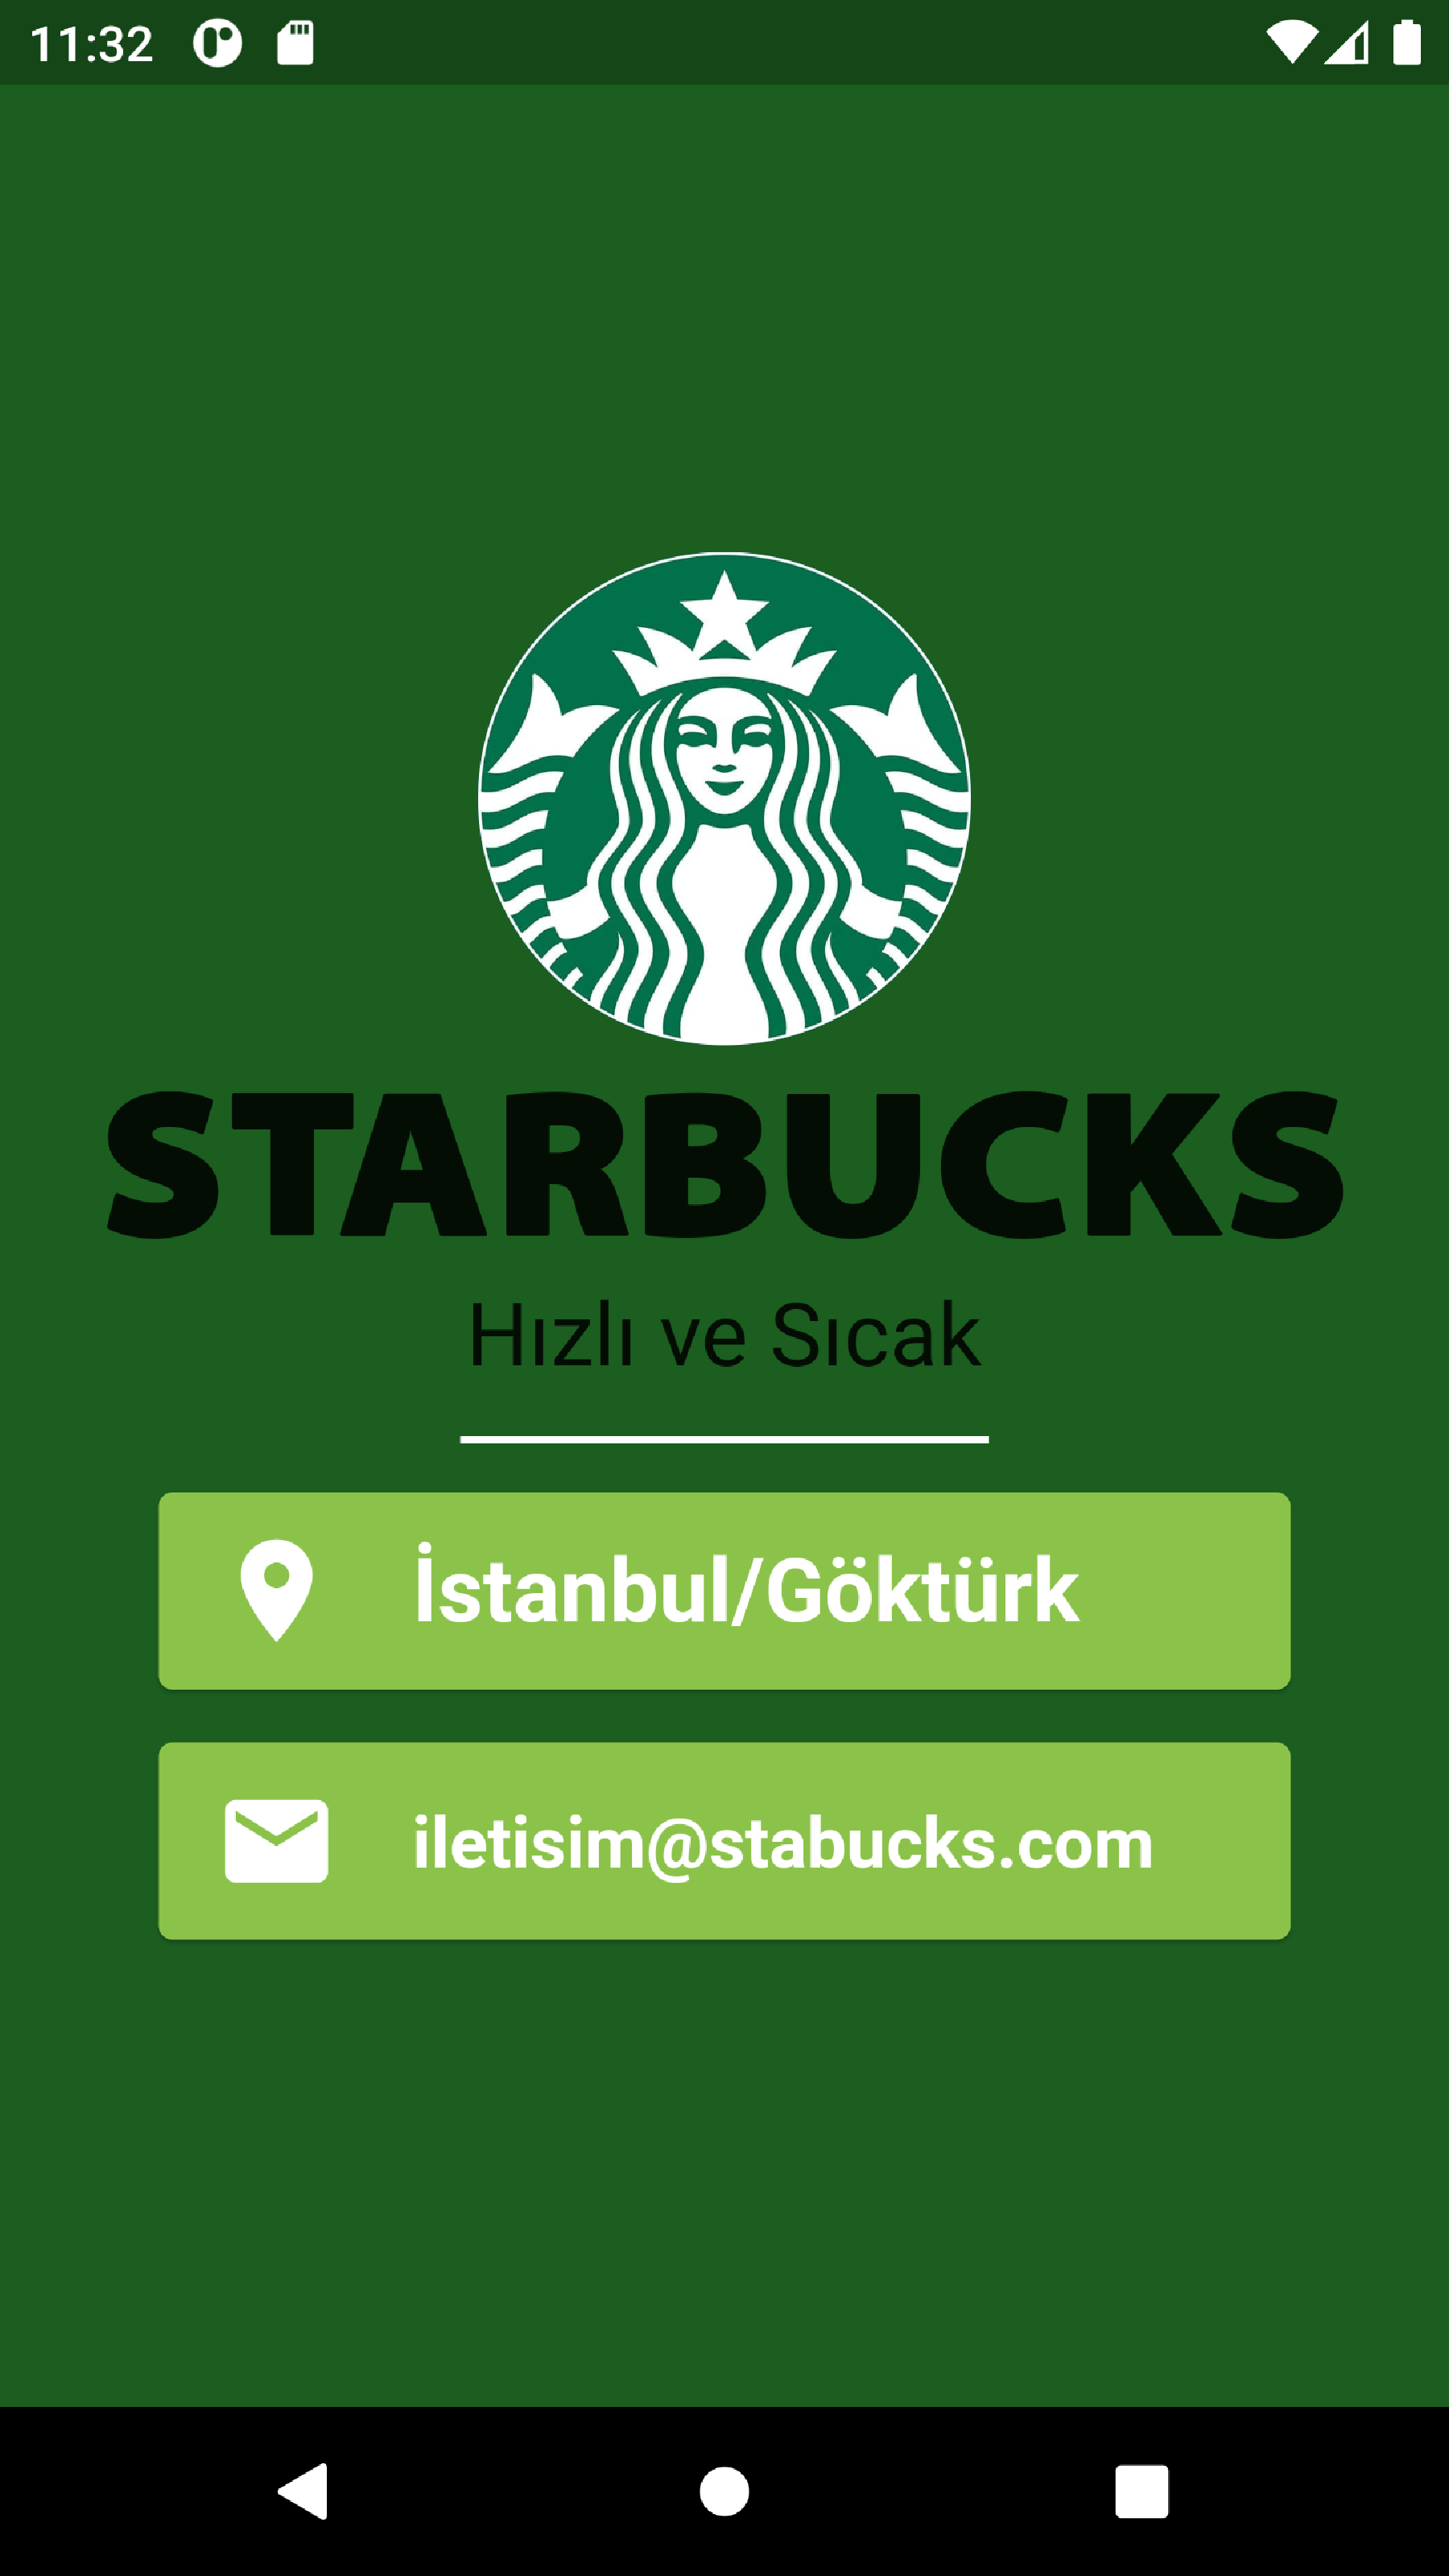 11:32
STARBUCKS
Hızlı ve Sıcak
İstanbul/Göktürk
iletisim@stabucks.com